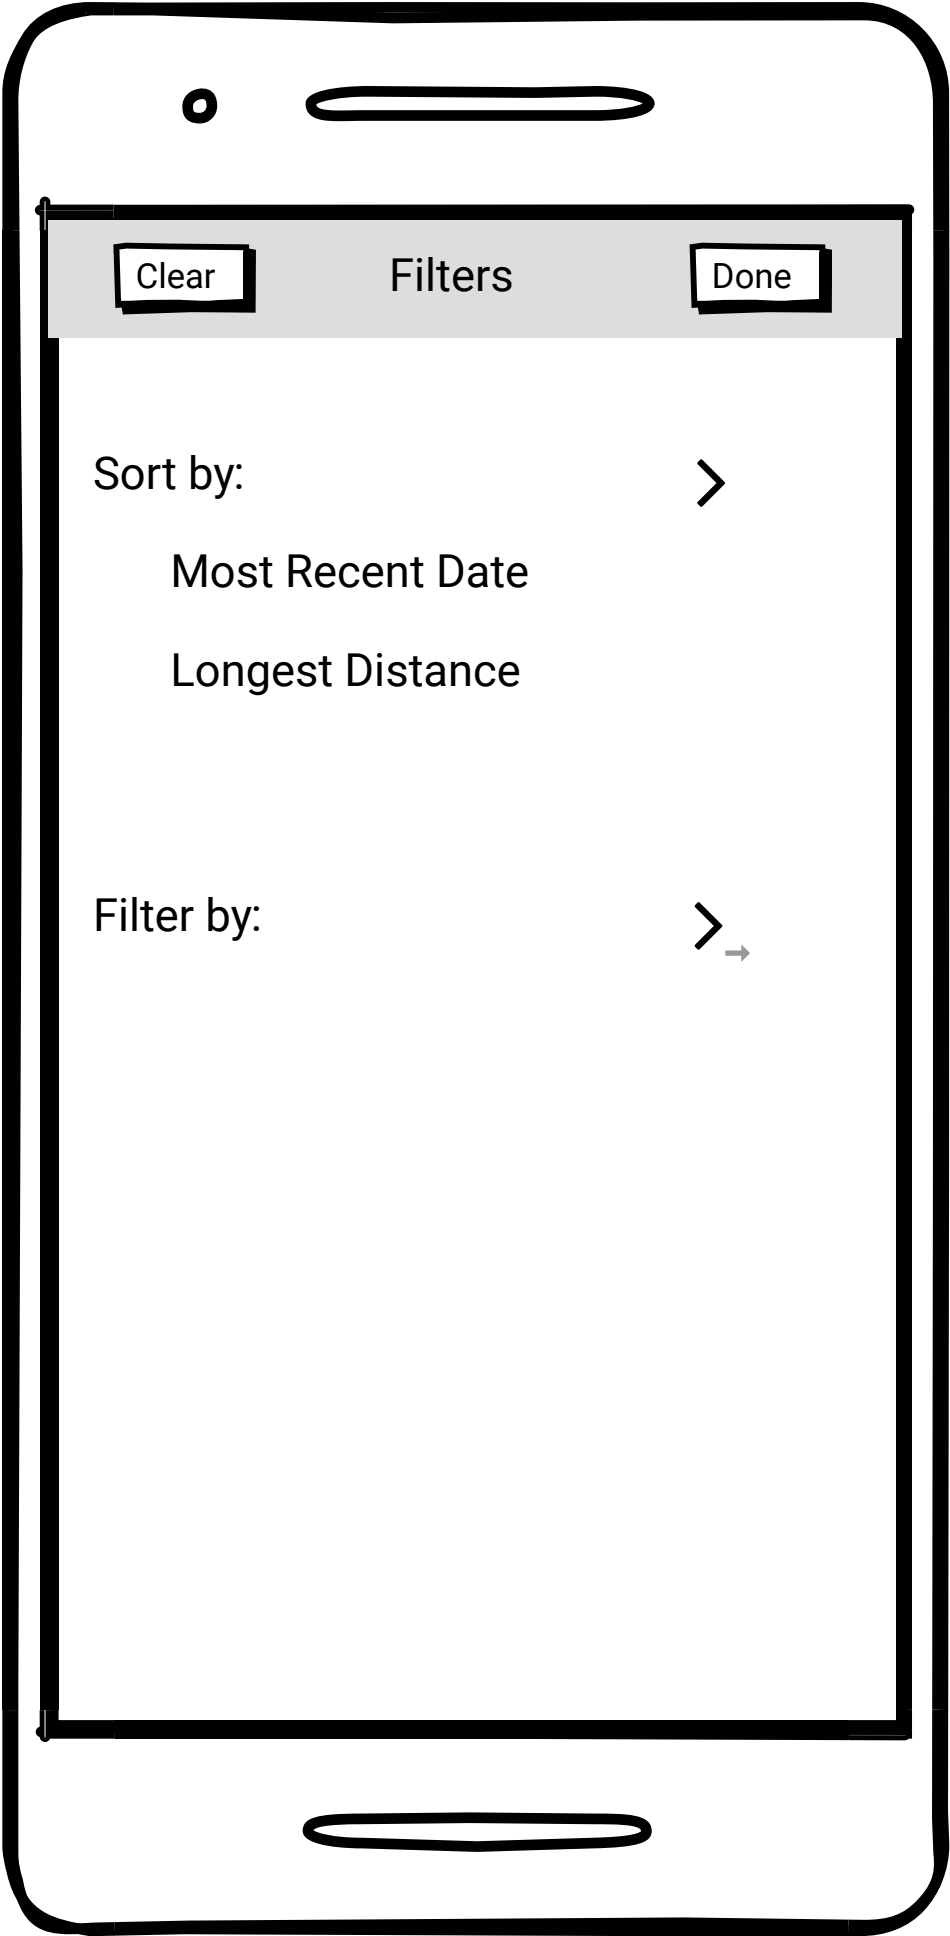 Clear Filters Done
Sort by:
Most Recent Date
Longest Distance
Filter by: